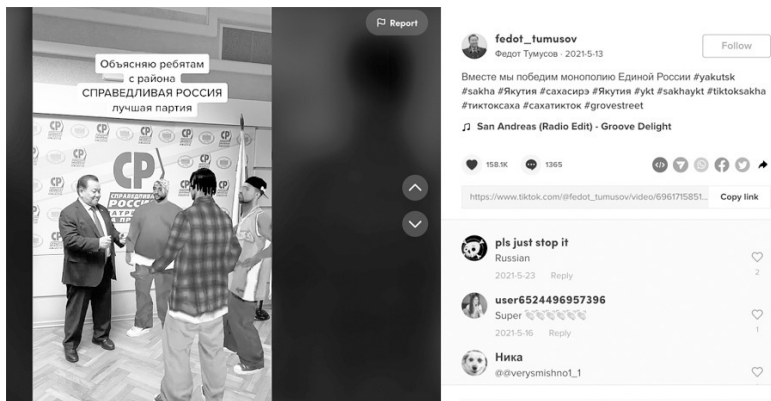 Report
Объясняю ребятам
с района
СПРАВЕДЛИВАЯ РОССИЯ
лучшая партия
СР
СПРАВЕДЛИВАЯ
РОССИЯ
fedot_tumusov
Федот Тумусов · 2021-5-13
Follow
Вместе мы победим монополию Единой России #yakutsk
#sakha #Якутия #сахасирэ #Якутия #ykt #sakhaykt #tiktoksakha
#тиктоксаха #сахатикток #grovestreet
San Andreas (Radio Edit) - Groove Delight
158.1K
1365
https://www.tiktok.com/@fedot_tumusov/video/6961715851...
Copy link
pls just stop it
Russian
2021-5-23 Reply
2
user6524496957396
Super 👏👏👏👏👏👏
2021-5-16 Reply
1
Ника
@@verysmishno1_1